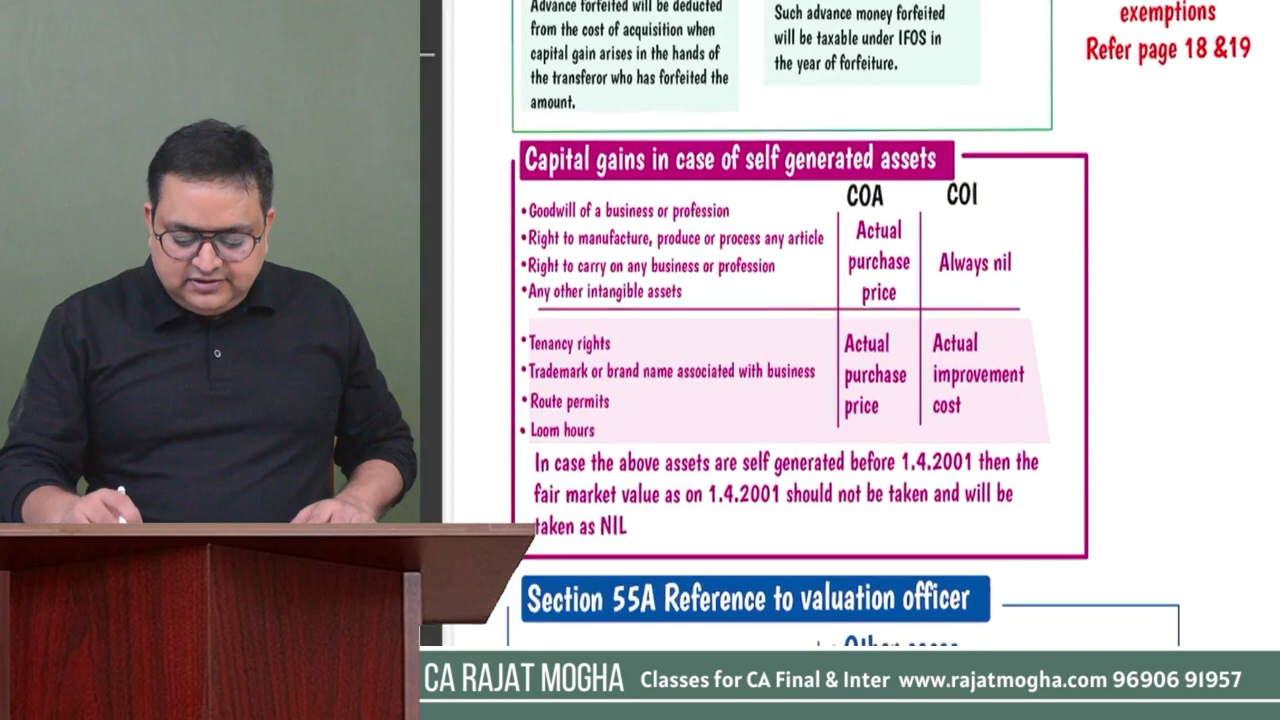 Advance forfeited will be deducted
from the cost of acquisition when
capital gain arises in the hands of
the transferor who has forfeited the
amount.
Such advance money forfeited
will be taxable under IFOS in
the year of forfeiture.
exemptions
Refer page 18 &19
Capital gains in case of self generated assets
COA COI
•Goodwill of a business or profession
•Right to manufacture, produce or process any article
•Right to carry on any business or profession
•Any other intangible assets
Actual
purchase
price
Always nil
•Tenancy rights
•Trademark or brand name associated with business
• Route permits
• Loom hours
Actual
purchase
price
Actual
improvement
cost
In case the above assets are self generated before 1.4.2001 then the
fair market value as on 1.4.2001 should not be taken and will be
taken as NIL
Section 55A Reference to valuation officer
Other cases
CA RAJAT MOGHA Classes for CA Final & Inter www.rajatmogha.com 96906 91957